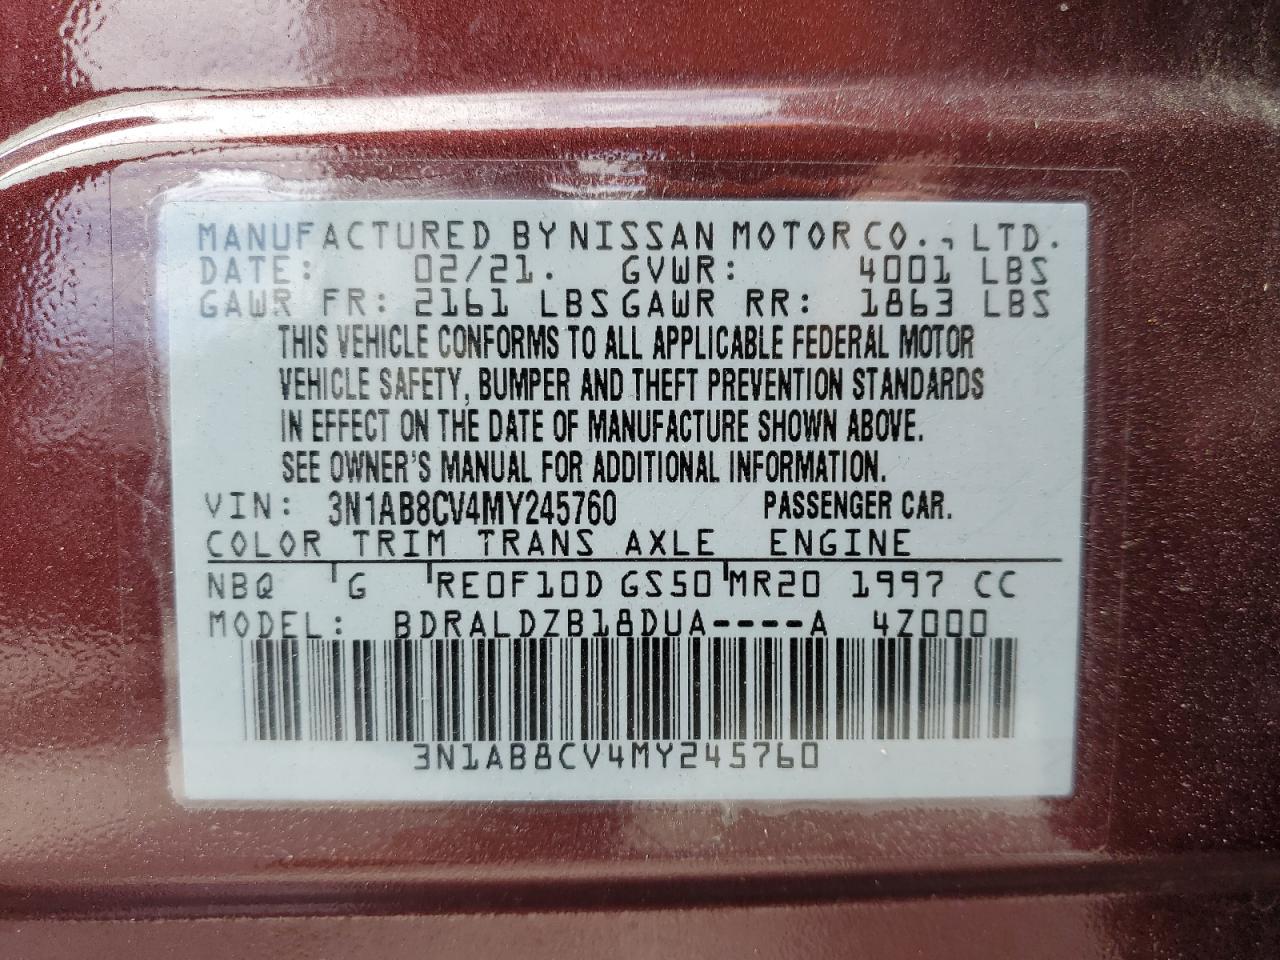 MANUFACTURED BY NISSAN MOTOR CO., LTD.
DATE: 02/21. GVWR: 4001 LBS
GAWR FR: 2161 LBS GAWR RR: 1863 LBS
THIS VEHICLE CONFORMS TO ALL APPLICABLE FEDERAL MOTOR
VEHICLE SAFETY, BUMPER AND THEFT PREVENTION STANDARDS
IN EFFECT ON THE DATE OF MANUFACTURE SHOWN ABOVE.
SEE OWNER'S MANUAL FOR ADDITIONAL INFORMATION.
VIN: 3N1AB8CV4MY245760 PASSENGER CAR.
COLOR TRIM TRANS AXLE ENGINE
NBQ G RE0F10D GS50 MR20 1997 CC
MODEL: BDRALDZB18DUA----A 4Z000
3N1AB8CV4MY245760